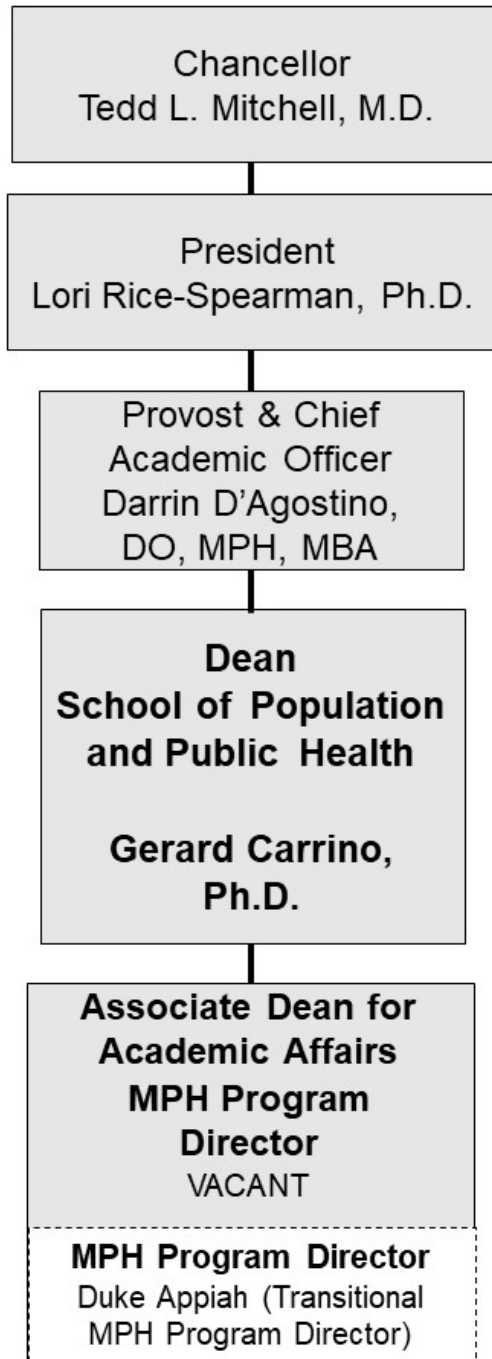 Chancellor
Tedd L. Mitchell, M.D.
President
Lori Rice-Spearman, Ph.D.
Provost & Chief
Academic Officer
Darrin D’Agostino,
DO, MPH, MBA
Dean
School of Population
and Public Health
Gerard Carrino,
Ph.D.
Associate Dean for
Academic Affairs
MPH Program
Director
VACANT
MPH Program Director
Duke Appiah (Transitional
MPH Program Director)